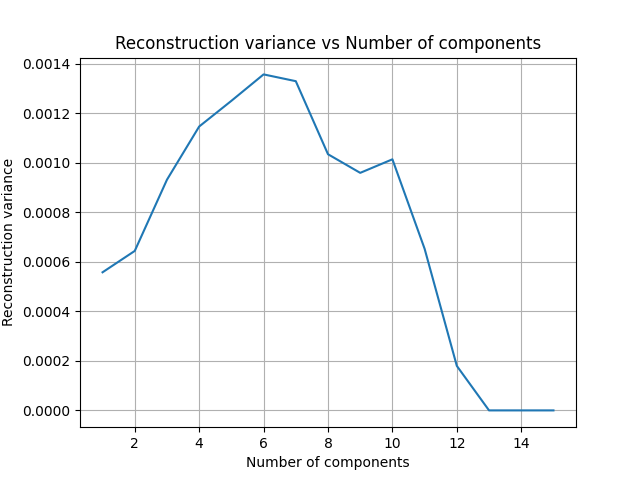 Reconstruction variance vs Number of components
Reconstruction variance
0.0014
0.0012
0.0010
0.0008
0.0006
0.0004
0.0002
0.0000
2 4 6 8 10 12 14
Number of components